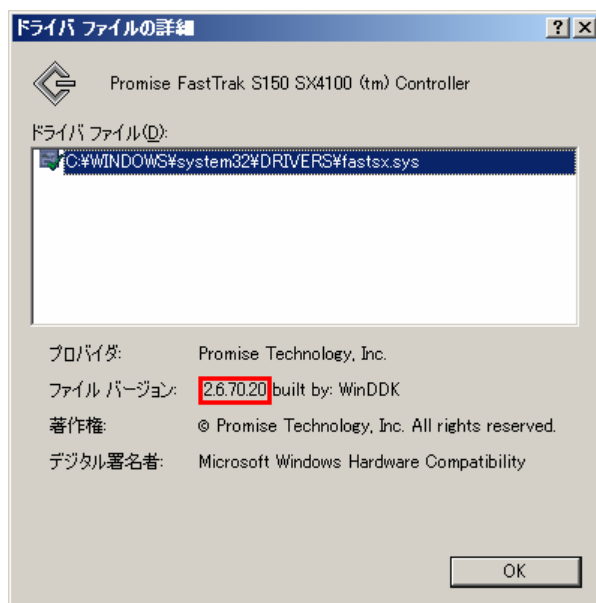 ドライバ ファイルの詳細
Promise FastTrak S150 SX4100 (tm) Controller
ドライバ ファイル(D):
C:¥WINDOWS¥system32¥DRIVERS¥fastsx.sys
プロバイダ: Promise Technology, Inc.
ファイル バージョン: 2.6.70.20 built by: WinDDK
著作権: © Promise Technology, Inc. All rights reserved.
デジタル署名者: Microsoft Windows Hardware Compatibility
OK